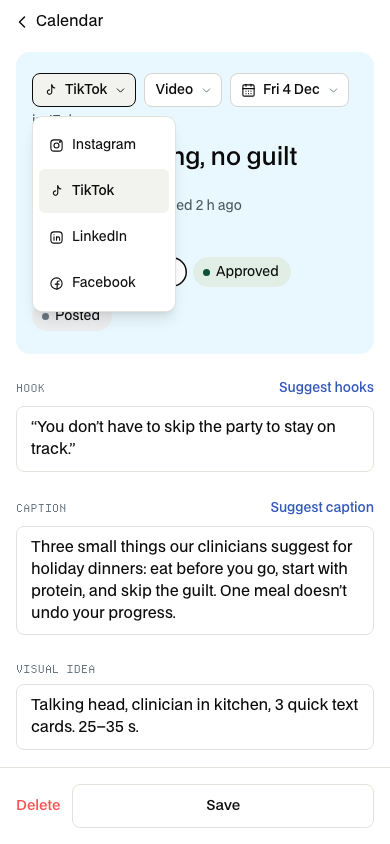 Calendar
TikTok
Video
Fri 4 Dec
Instagram
TikTok
LinkedIn
Facebook
ng, no guilt
ed 2 h ago
Approved
Posted
HOOK
Suggest hooks
“You don’t have to skip the party to stay on
track.”
CAPTION
Suggest caption
Three small things our clinicians suggest for
holiday dinners: eat before you go, start with
protein, and skip the guilt. One meal doesn’t
undo your progress.
VISUAL IDEA
Talking head, clinician in kitchen, 3 quick text
cards. 25–35 s.
Delete
Save